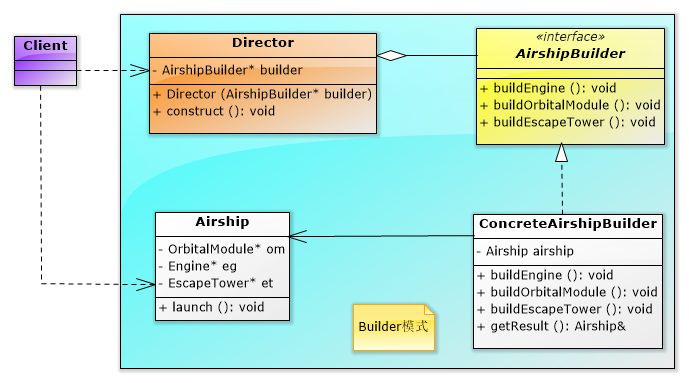 Client
Director
- AirshipBuilder* builder
+ Director (AirshipBuilder* builder)
+ construct (): void
«interface»
AirshipBuilder
+ buildEngine (): void
+ buildOrbitalModule (): void
+ buildEscapeTower (): void
Airship
- OrbitalModule* om
- Engine* eg
- EscapeTower* et
+ launch (): void
ConcreteAirshipBuilder
- Airship airship
+ buildEngine (): void
+ buildOrbitalModule (): void
+ buildEscapeTower (): void
+ getResult (): Airship&
Builder模式